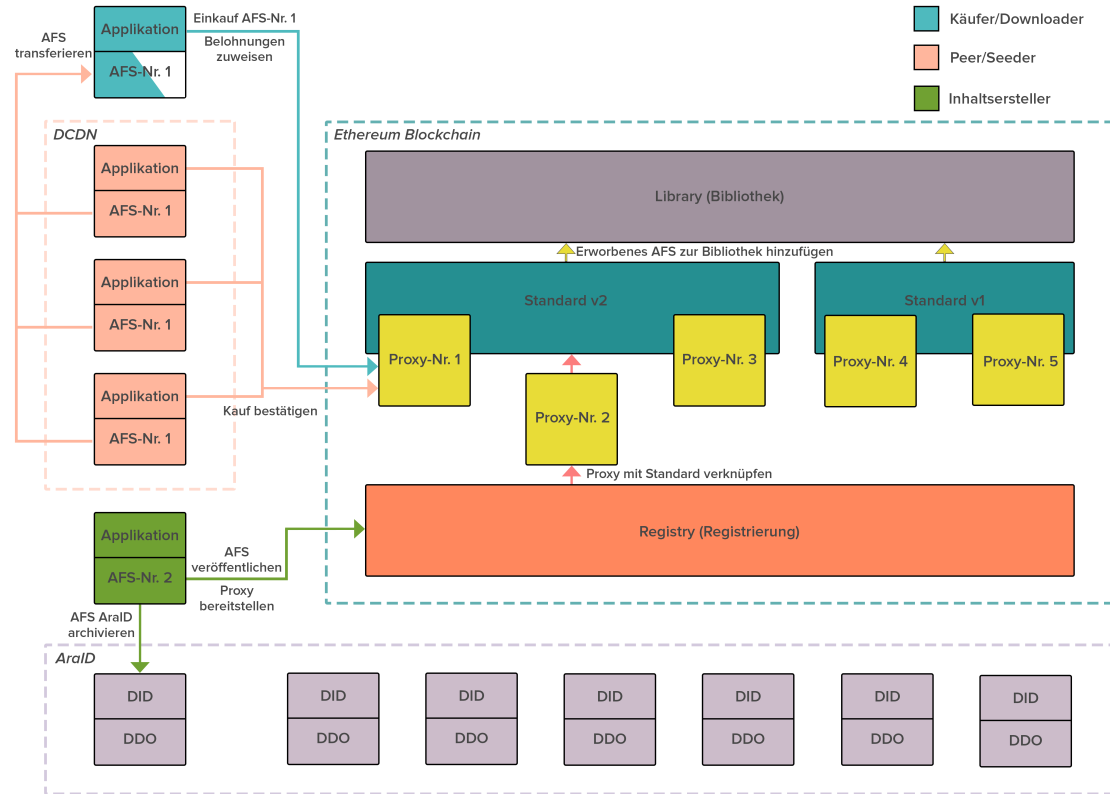 Applikation
AFS-Nr. 1
AFS
transferieren
Einkauf AFS-Nr. 1
Belohnungen
zuweisen
Käufer/Downloader
Peer/Seeder
Inhaltsersteller
DCDN
Applikation
AFS-Nr. 1
Applikation
AFS-Nr. 1
Applikation
AFS-Nr. 1
Kauf bestätigen
Ethereum Blockchain
Library (Bibliothek)
Erworbenes AFS zur Bibliothek hinzufügen
Standard v2
Standard v1
Proxy-Nr. 1
Proxy-Nr. 3
Proxy-Nr. 4
Proxy-Nr. 5
Proxy-Nr. 2
Proxy mit Standard verknüpfen
Registry (Registrierung)
Applikation
AFS-Nr. 2
AFS
veröffentlichen
Proxy
bereitstellen
AFS AraID
archivieren
AraID
DID
DDO
DID
DDO
DID
DDO
DID
DDO
DID
DDO
DID
DDO
DID
DDO